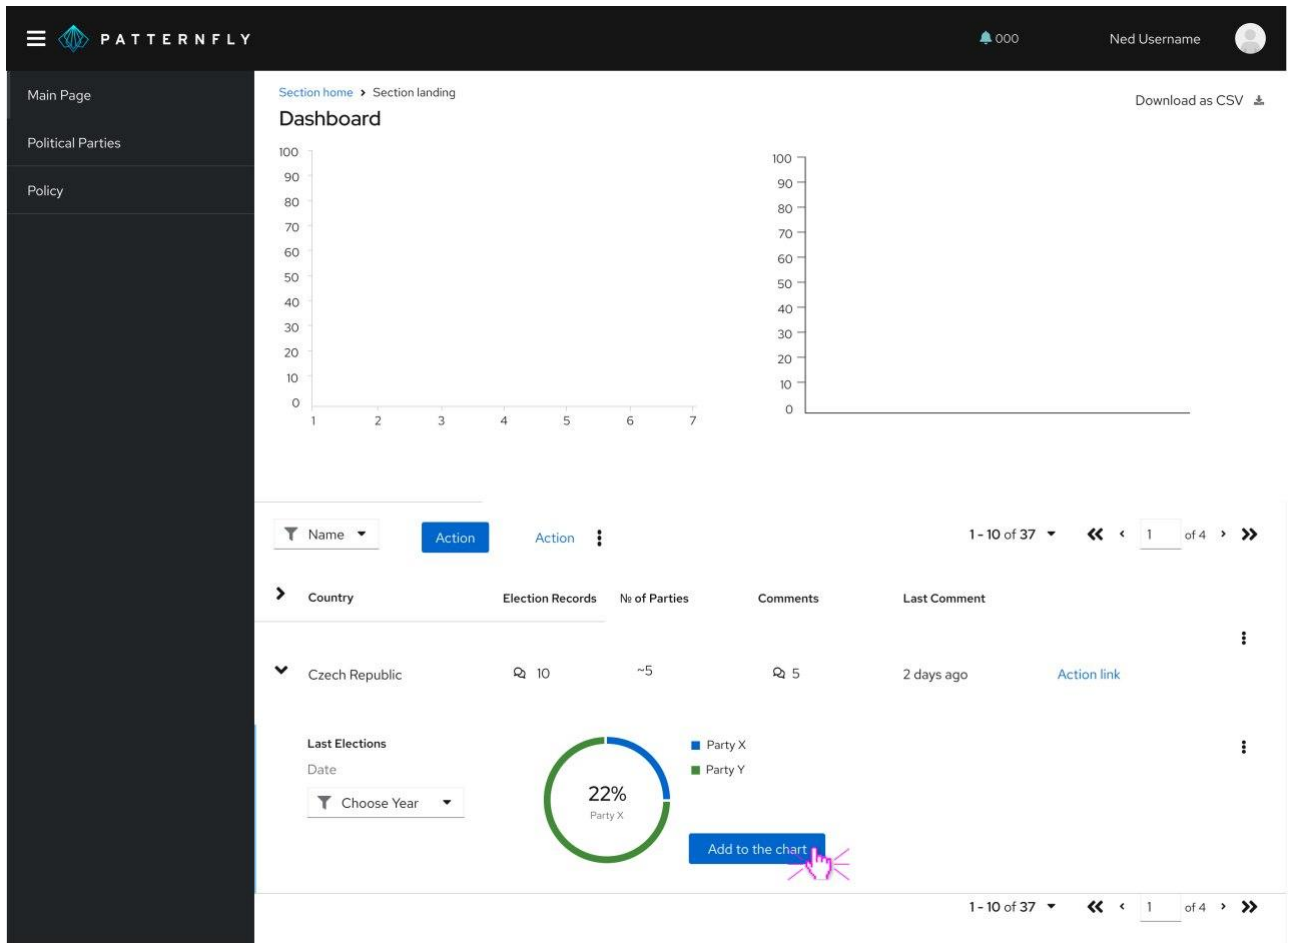 PATTERNFLY
000
Ned Username
Main Page
Political Parties
Policy
Section home > Section landing
Download as CSV
Dashboard
100
90
80
70
60
50
40
30
20
10
0
1 2 3 4 5 6 7
100
90
80
70
60
50
40
30
20
10
0
Name
Action
Action
1 - 10 of 37
1 of 4
Country Election Records № of Parties Comments Last Comment
Czech Republic 10 ~5 5 2 days ago Action link
Last Elections
Date
Choose Year
22%
Party X
Party X
Party Y
Add to the chart
1 - 10 of 37
1 of 4